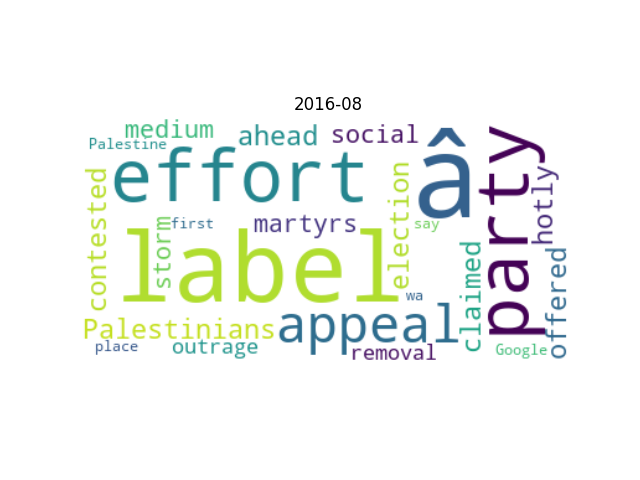 2016-08
medium
ahead
social
Palestine
effort
â
party
hotly
contested
storm
first
martyrs
election
say
label
wa
claimed
offered
Palestinians
appeal
place
outrage
removal
Google